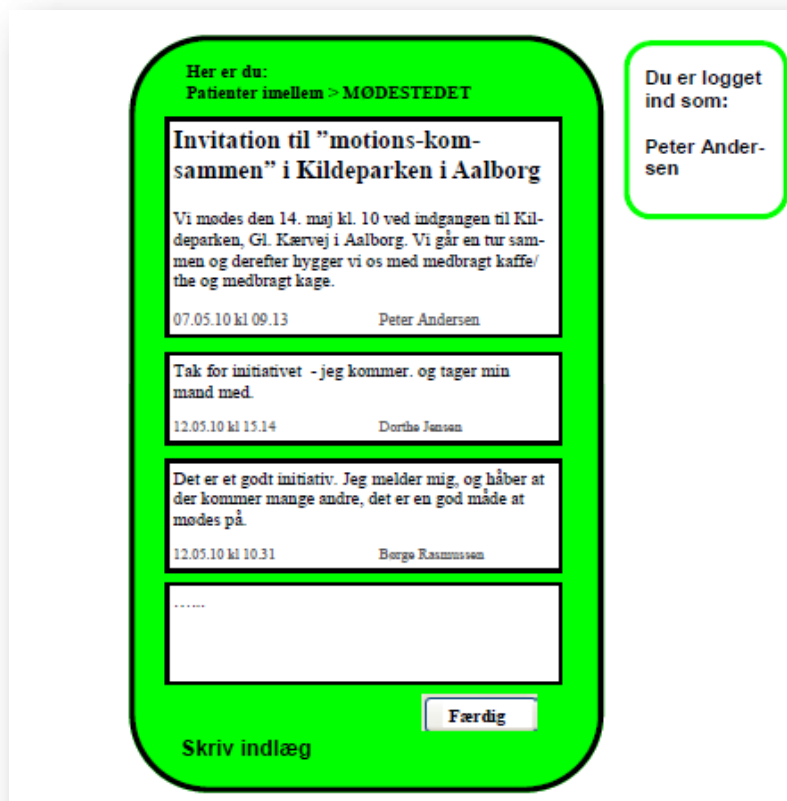 Her er du:
Patienter imellem > MØDESTEDET
Invitation til ”motions-kom-
sammen” i Kildeparken i Aalborg
Vi mødes den 14. maj kl. 10 ved indgangen til Kil-
deparken, Gl. Kærvej i Aalborg. Vi går en tur sam-
men og derefter hygger vi os med medbragt kaffe/
the og medbragt kage.
07.05.10 kl 09.13 Peter Andersen
Tak for initiativet - jeg kommer. og tager min
mand med.
12.05.10 kl 15.14 Dorthe Jensen
Det er et godt initiativ. Jeg melder mig, og håber at
der kommer mange andre, det er en god måde at
mødes på.
12.05.10 kl 10.31 Børge Rasmussen
.......
Færdig
Skriv indlæg
Du er logget
ind som:
Peter Ander-
sen